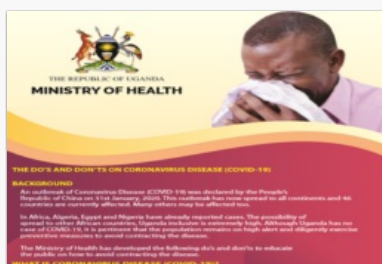 THE REPUBLIC OF UGANDA
MINISTRY OF HEALTH
THE DO'S AND DON'TS ON CORONAVIRUS DISEASE (COVID-19)
BACKGROUND
An outbreak of Coronavirus Disease (COVID-19) was declared by the People's
Republic of China on 31st January, 2020. This outbreak has now spread to all continents and 46
countries are currently affected. Many others may be affected too.
In Africa, Algeria, Egypt and Nigeria have already reported cases. The possibility of
spread to other African countries, Uganda inclusive is extremely high. Although Uganda has no
case of COVID-19, it is pertinent that the population remains on high alert and diligently exercise
preventive measures to avoid contracting the disease.
The Ministry of Health has developed the following do's and don'ts to educate
the public on how to avoid contracting the disease.
WHAT IS CORONAVIRUS DISEASE (COVID-19)?